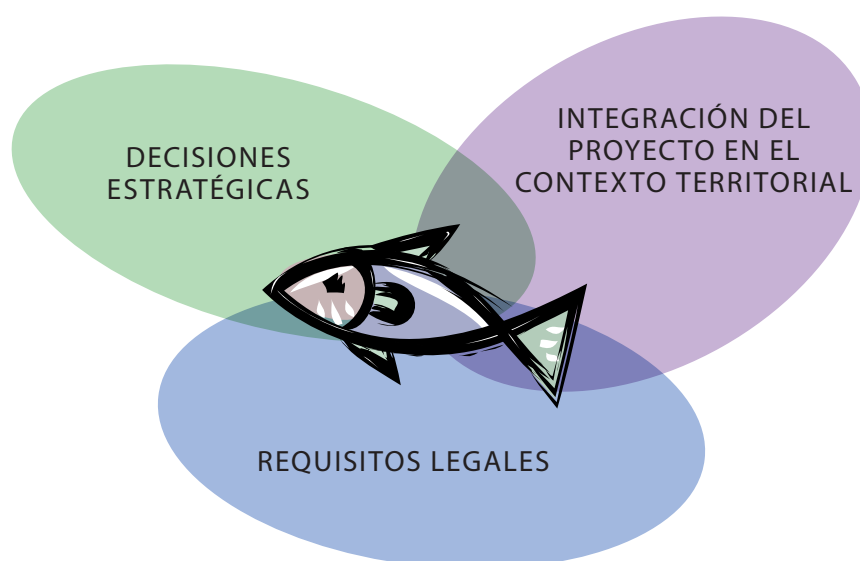 DECISIONES
ESTRATÉGICAS
INTEGRACIÓN DEL
PROYECTO EN EL
CONTEXTO TERRITORIAL
REQUISITOS LEGALES